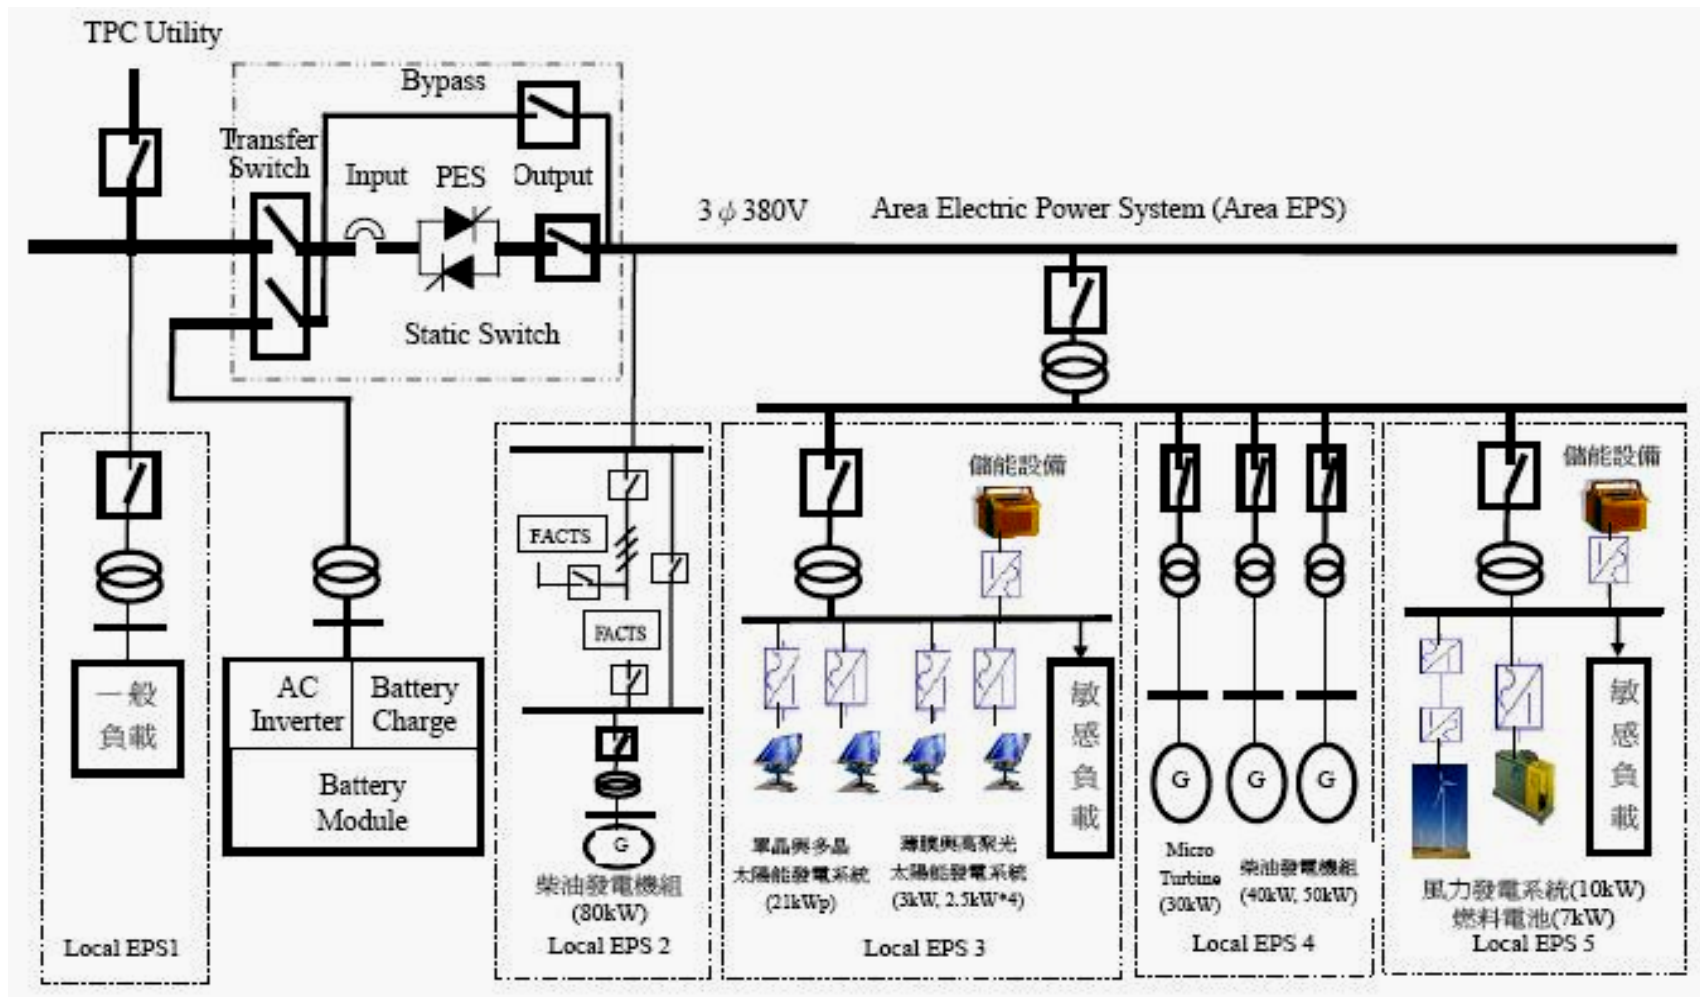 TPC Utility
Bypass
Transfer
Switch
Input
PES
Output
3ϕ380V
Area Electric Power System (Area EPS)
Static Switch
儲能設備
儲能設備
FACTS
FACTS
一般
負載
AC
Inverter
Battery
Charge
Battery
Module
敏
感
負
載
敏
感
負
載
G
G
G
G
柴油發電機組
(80kW)
單晶與多晶
太陽能發電系統
(21kWp)
薄膜與高聚光
太陽能發電系統
(3kW, 2.5kW*4)
Micro
Turbine
(30kW)
柴油發電機組
(40kW, 50kW)
風力發電系統(10kW)
燃料電池(7kW)
Local EPS1
Local EPS 2
Local EPS 3
Local EPS 4
Local EPS 5